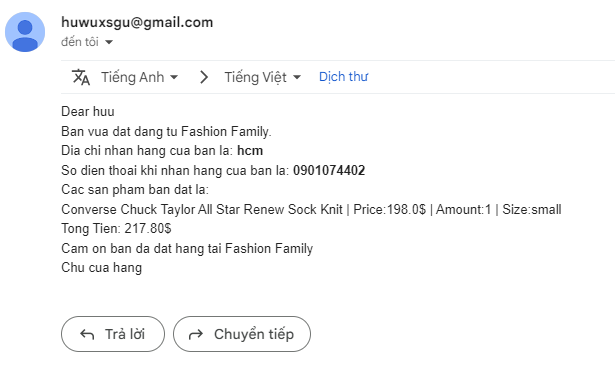 huwuxsgu@gmail.com
đến tôi
Tiếng Anh > Tiếng Việt Dịch thư
Dear huu
Ban vua dat dang tu Fashion Family.
Dia chi nhan hang cua ban la: hcm
So dien thoai khi nhan hang cua ban la: 0901074402
Cac san pham ban dat la:
Converse Chuck Taylor All Star Renew Sock Knit | Price:198.0$ | Amount:1 | Size:small
Tong Tien: 217.80$
Cam on ban da dat hang tai Fashion Family
Chu cua hang
Trả lời Chuyển tiếp